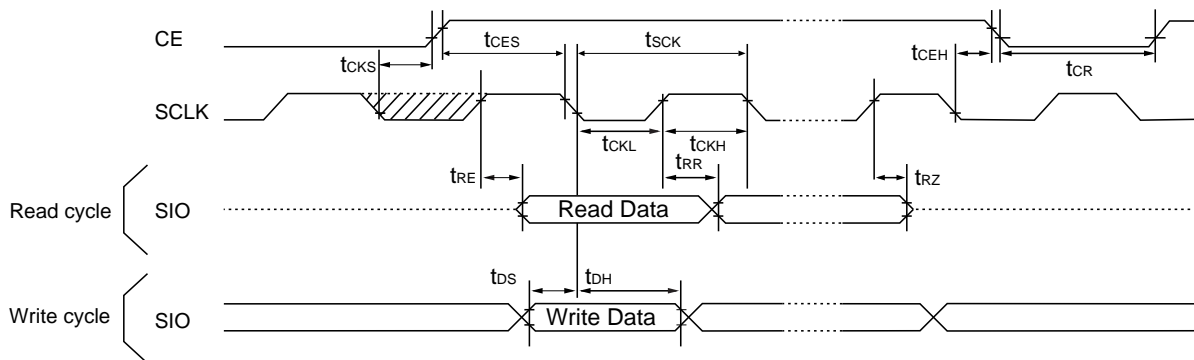 CE
tCES
tSCK
tCEH
tCKS
tCR
SCLK
tCKL
tCKH
tRE
tRR
tRZ
Read cycle
SIO
Read Data
tDS
tDH
Write cycle
SIO
Write Data